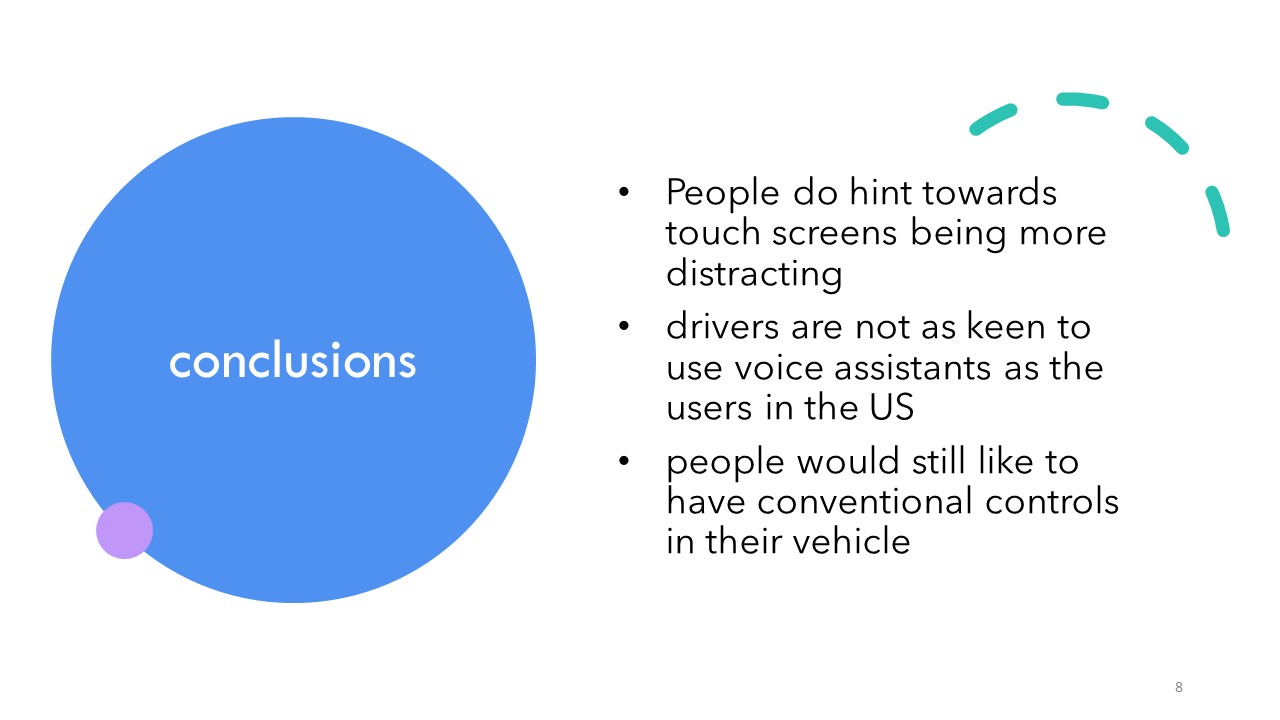 conclusions
• People do hint towards
touch screens being more
distracting
• drivers are not as keen to
use voice assistants as the
users in the US
• people would still like to
have conventional controls
in their vehicle
8